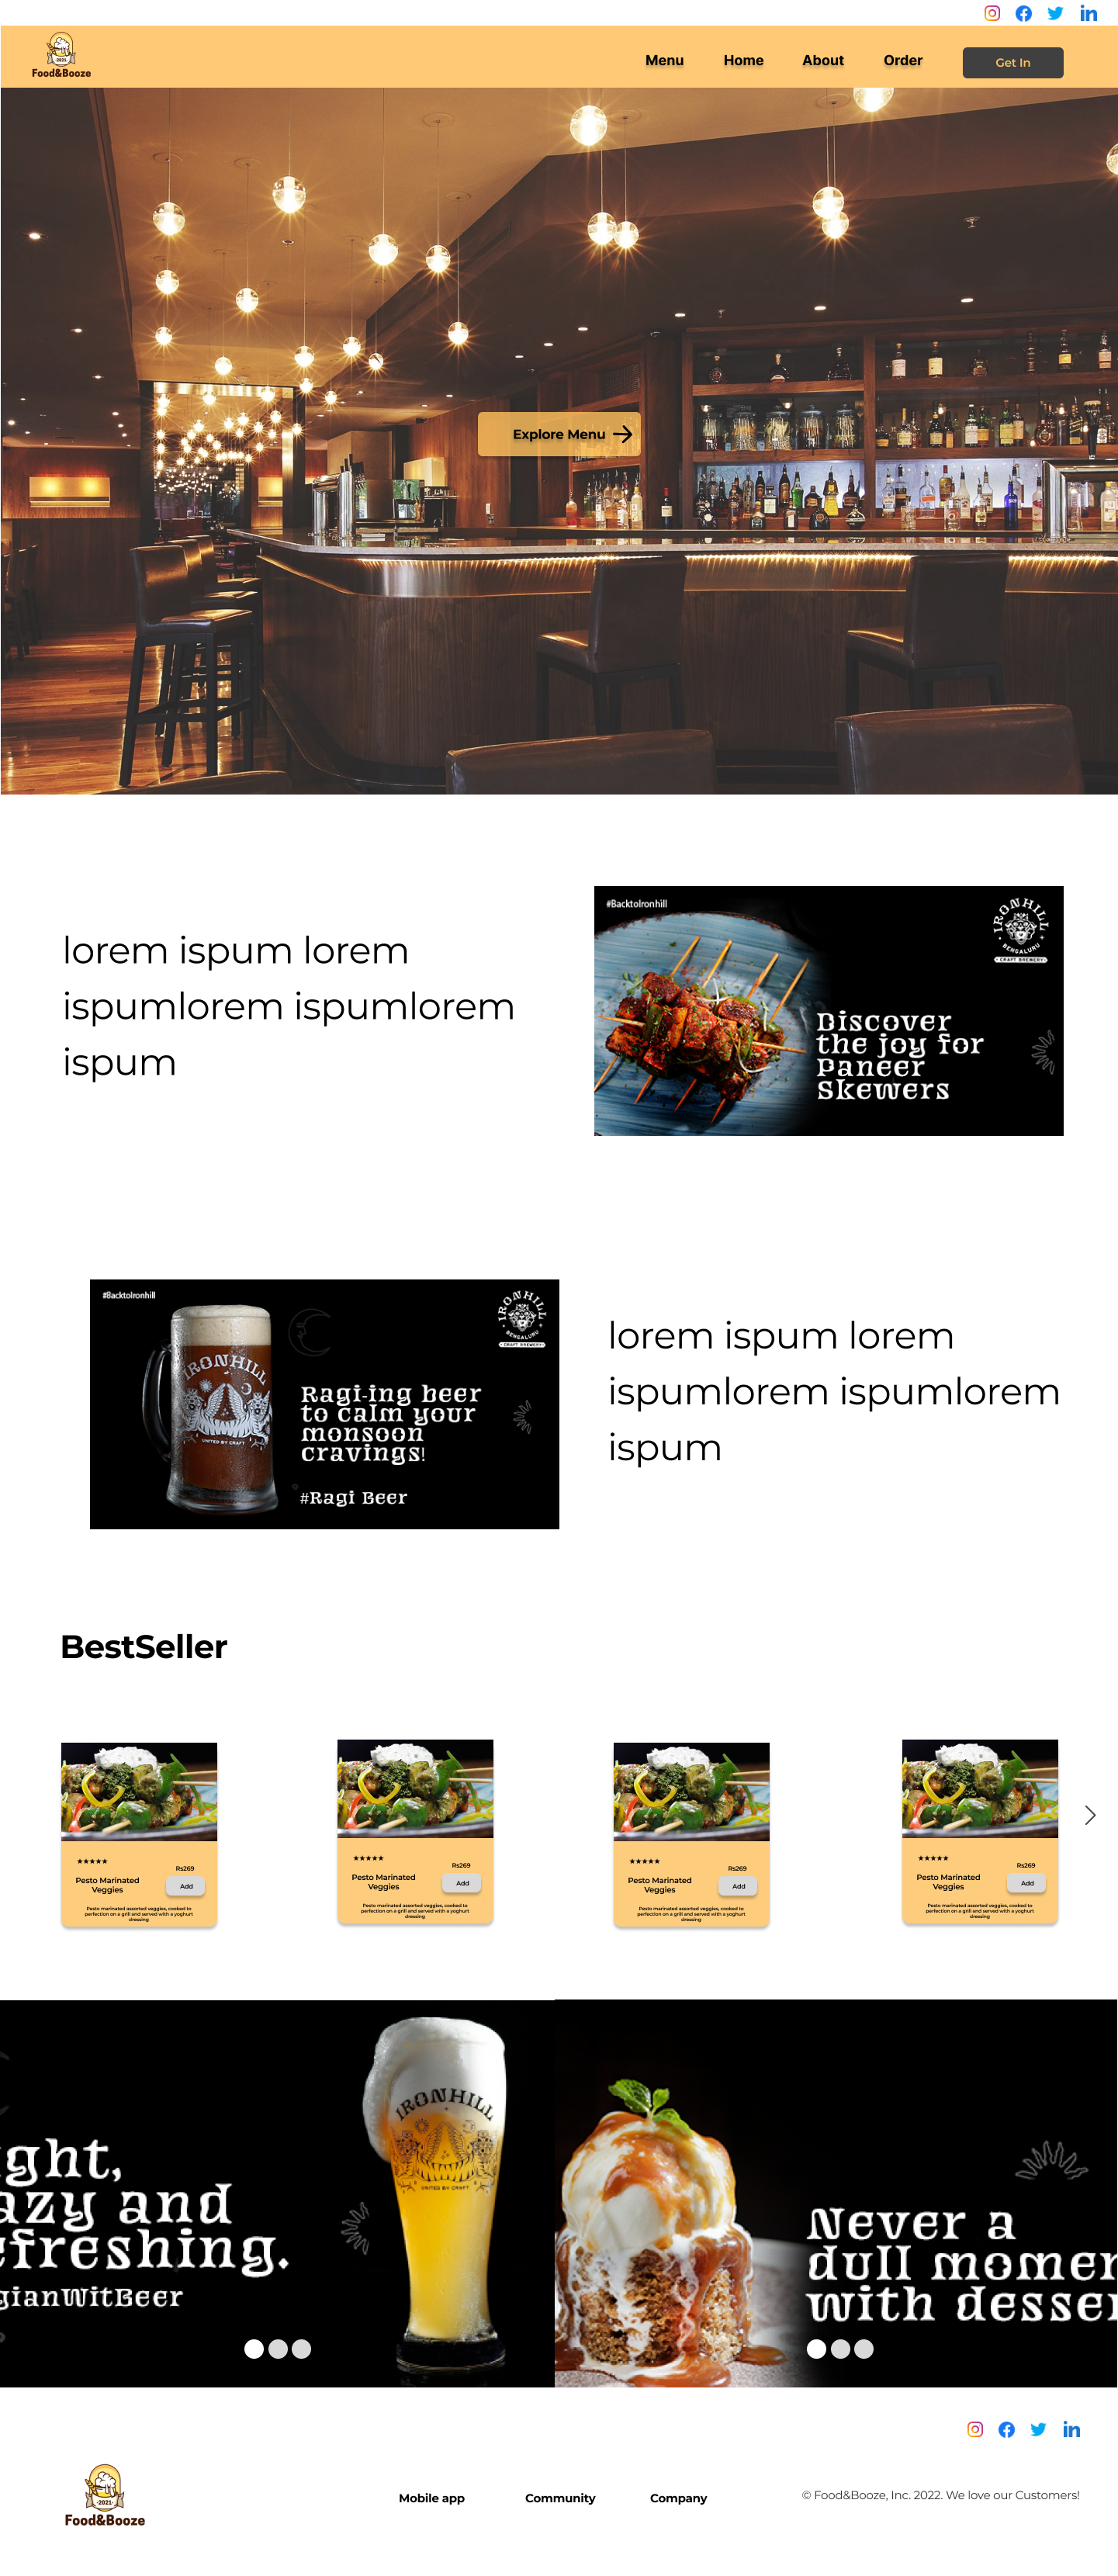 -2021-
Food&Booze
Menu
Home
About
Order
Get In
Explore Menu
lorem ispum lorem
ispumlorem ispumlorem
ispum
#BacktoIronhill
IRONHILL
BENGALURU
CRAFT BREWERY
Discover
the joy for
Paneer
Skewers
#BacktoIronhill
IRONHILL
BENGALURU
CRAFT BREWERY
IRONHILL
UNITED BY CRAFT
Ragi-ing beer
to calm your
monsoon
cravings!
#Ragi Beer
lorem ispum lorem
ispumlorem ispumlorem
ispum
BestSeller
★★★★★
Rs269
Pesto Marinated
Veggies
Add
Pesto marinated assorted veggies, cooked to
perfection on a grill and served with a yoghurt
dressing
★★★★★
Rs269
Pesto Marinated
Veggies
Add
Pesto marinated assorted veggies, cooked to
perfection on a grill and served with a yoghurt
dressing
★★★★★
Rs269
Pesto Marinated
Veggies
Add
Pesto marinated assorted veggies, cooked to
perfection on a grill and served with a yoghurt
dressing
★★★★★
Rs269
Pesto Marinated
Veggies
Add
Pesto marinated assorted veggies, cooked to
perfection on a grill and served with a yoghurt
dressing
ght,
azy and
efreshing.
gianWitBeer
IRONHILL
UNITED BY CRAFT
Never a
dull momen
with desser
-2021-
Food&Booze
Mobile app
Community
Company
© Food&Booze, Inc. 2022. We love our Customers!